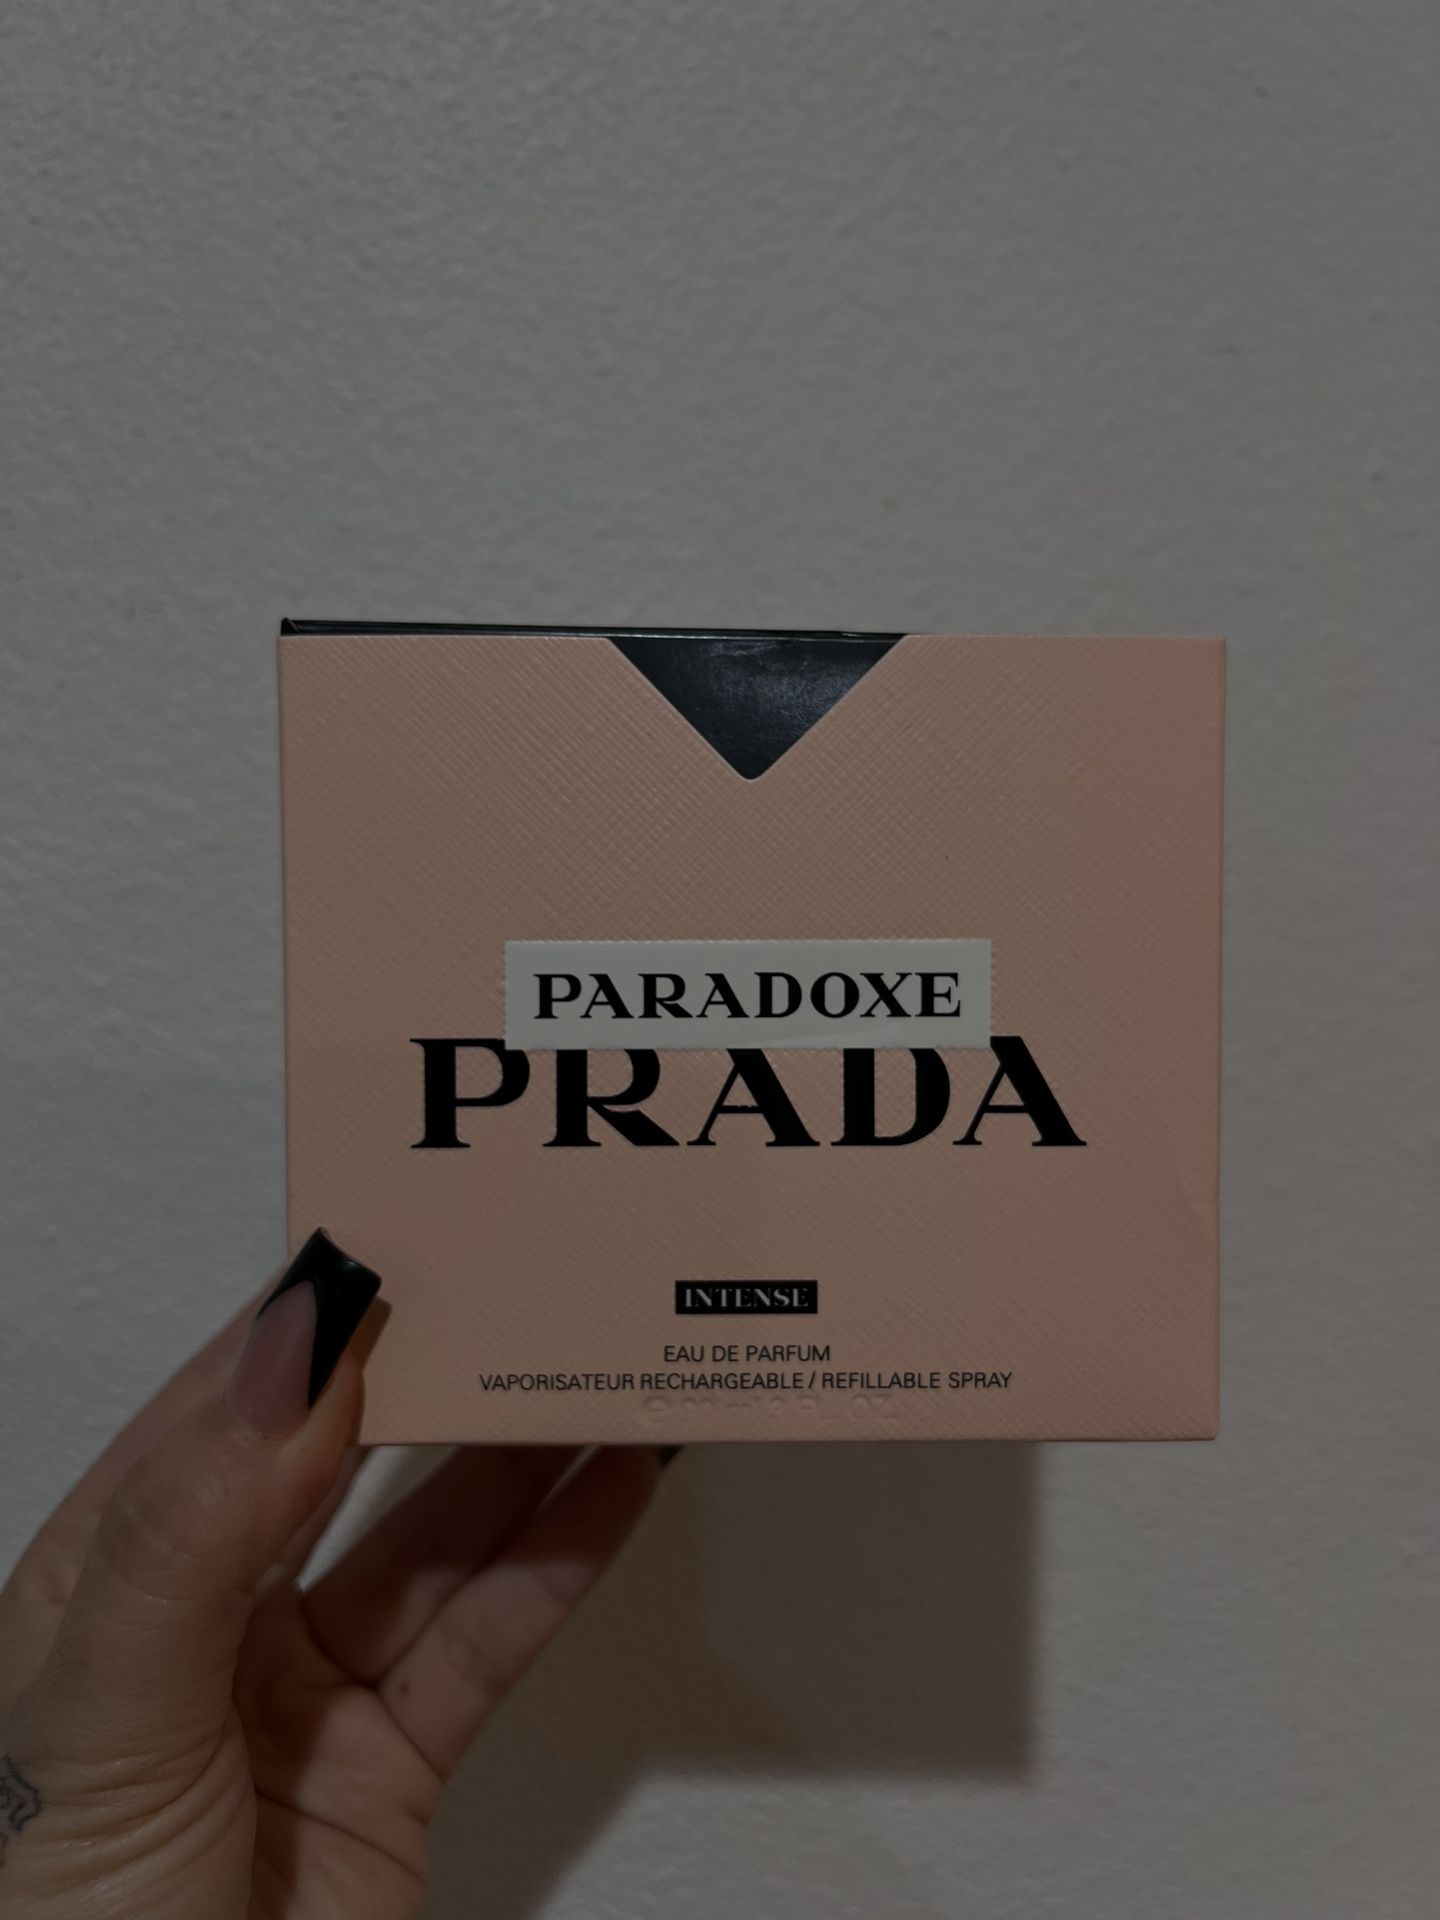 PARADOXE
PRADA
INTENSE
EAU DE PARFUM
VAPORISATEUR RECHARGEABLE / REFILLABLE SPRAY